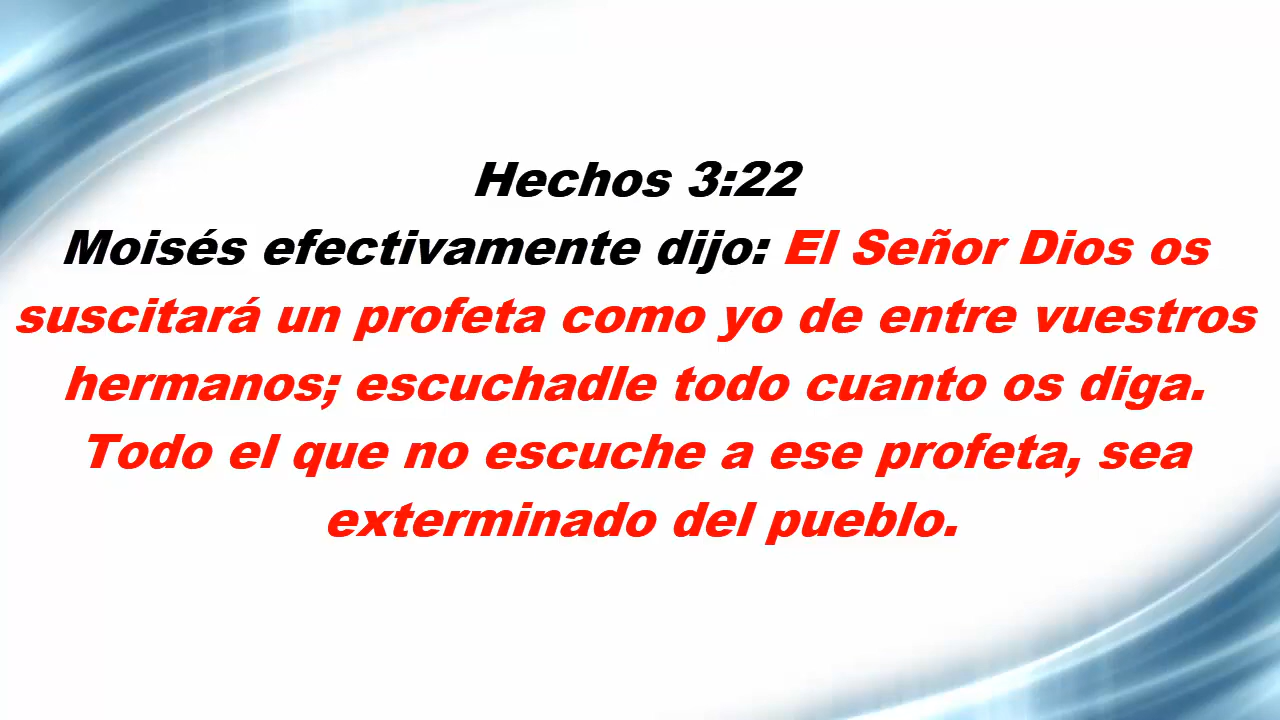 Hechos 3:22
Moisés efectivamente dijo: El Señor Dios os
suscitará un profeta como yo de entre vuestros
hermanos; escuchadle todo cuanto os diga.
Todo el que no escuche a ese profeta, sea
exterminado del pueblo.